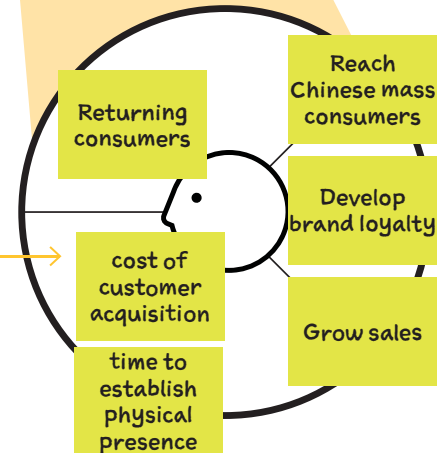 Returning
consumers
cost of
customer
acquisition
time to
establish
physical
presence
Reach
Chinese mass
consumers
Develop
brand loyalty
Grow sales